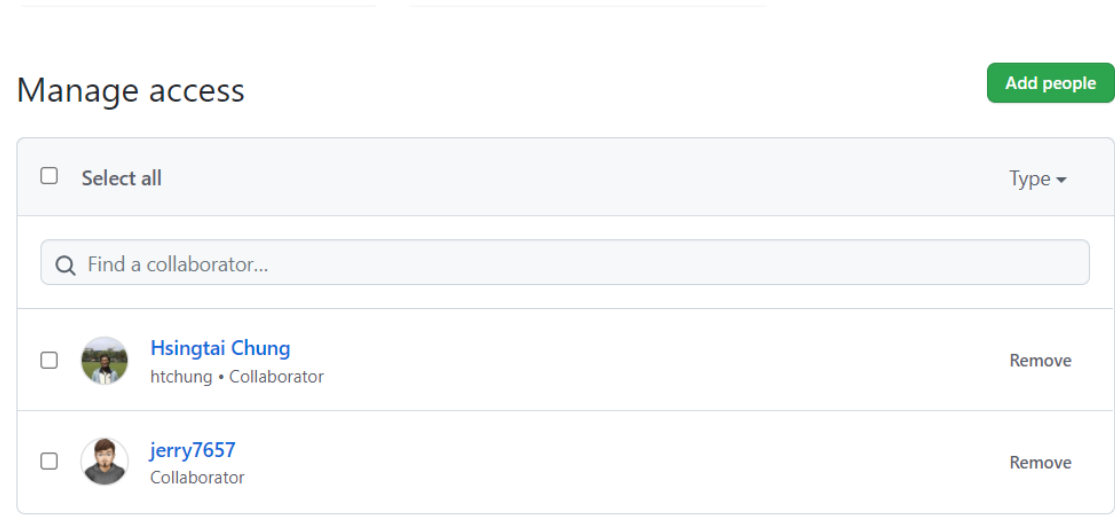 Manage access
Add people
Select all
Type
Find a collaborator...
Hsingtai Chung
htchung • Collaborator
Remove
jerry7657
Collaborator
Remove